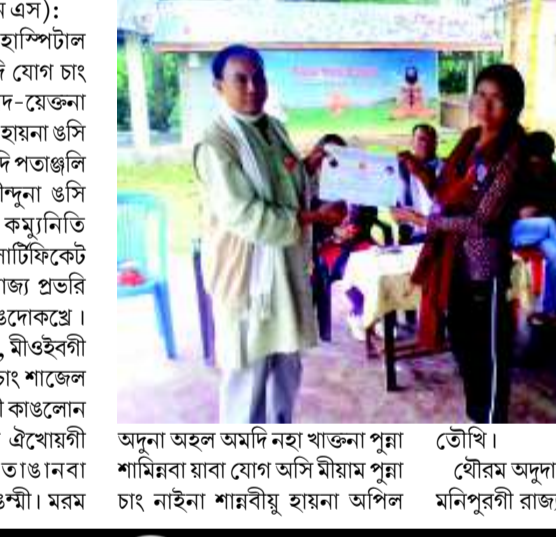 ন এস):
হাস্পিটাল
দি যোগ চাং
দ-য়েক্তনা
হায়না ঙসি
দি পতাঞ্জলি
ীন্দুনা ঙসি
কম্যুনিতি
সার্টিফিকেট
াজ্য প্রভরি
ঙদোকখ্রে।
, মীওইবগী
চাং শাজেল
ী কাঙলোন
ঐখোয়গী
তাঙানবা
ঙম্মী। মরম
অদুনা অহল অমদি নহা খাক্তনা পুন্না
শামিন্নবা য়াবা যোগ অসি মীয়াম পুন্না
চাং নাইনা শান্নবীয়ু হায়না অপিল
তৌখি।
থৌরম অদুদা
মনিপুরগী রাজ্য